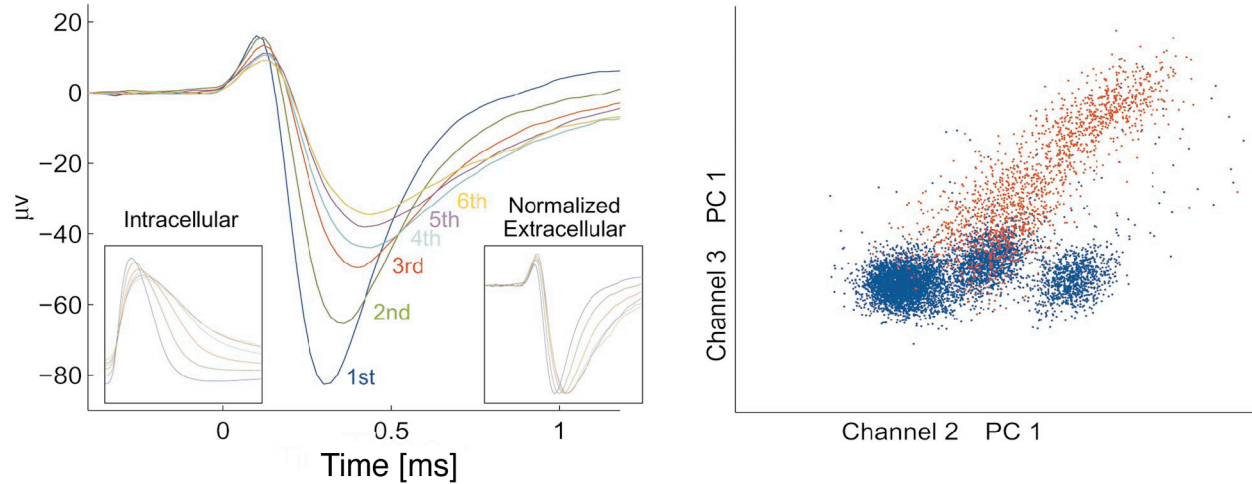 20
0
−20
−40
−60
−80
μv
Intracellular
Normalized
Extracellular
6th
5th
4th
3rd
2nd
1st
0
0.5
1
Time [ms]
Channel 3 PC 1
Channel 2 PC 1